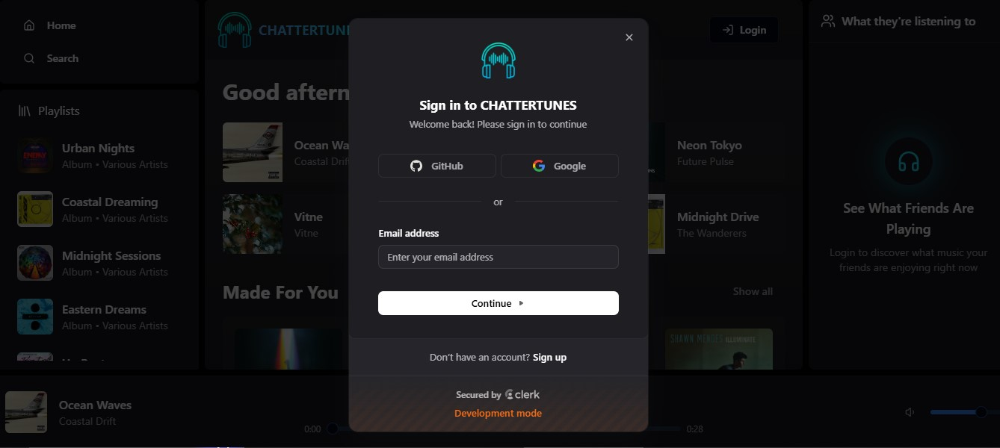 Home
Search
Playlists
Urban Nights
Album • Various Artists
Coastal Dreaming
Album • Various Artists
Midnight Sessions
Album • Various Artists
Eastern Dreams
Album • Various Artists
CHATTERTUNE
Login
Good aftern
Ocean Wa
Coastal Drift
Neon Tokyo
Future Pulse
Vitne
Vitne
Midnight Drive
The Wanderers
Made For You
Show all
SHAWN MENDES ILLUMINATE
Sign in to CHATTERTUNES
Welcome back! Please sign in to continue
GitHub
Google
or
Email address
Enter your email address
Continue
Don't have an account? Sign up
Secured by clerk
Development mode
What they're listening to
See What Friends Are
Playing
Login to discover what music your
friends are enjoying right now
Ocean Waves
Coastal Drift
0:00
0:28